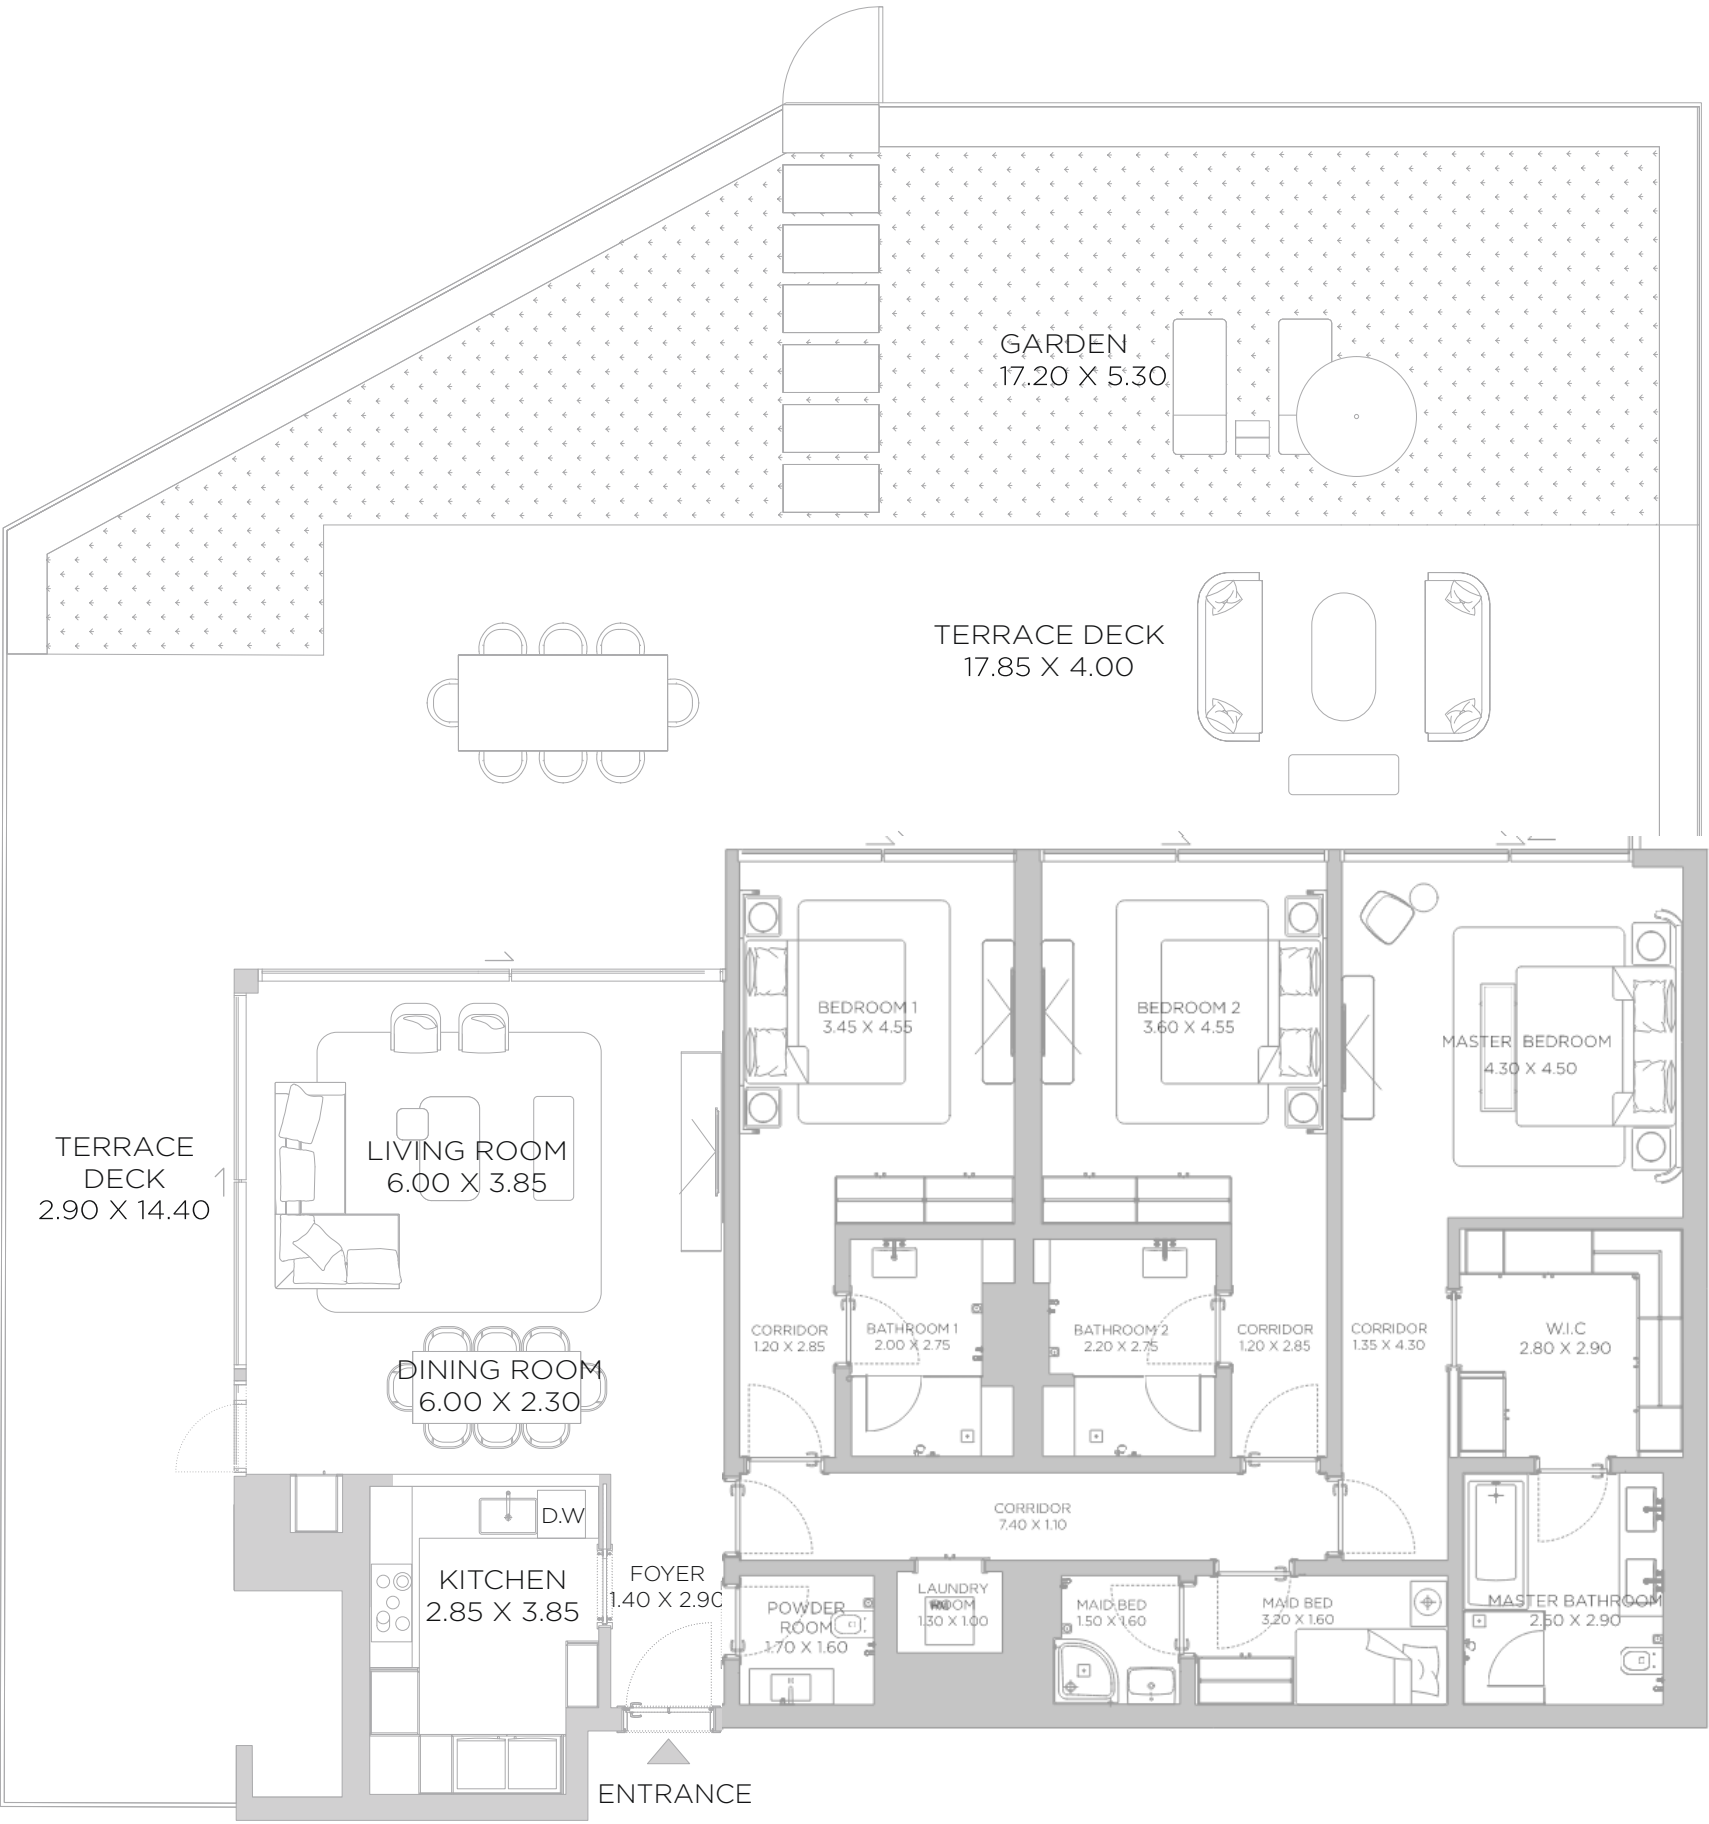 GARDEN
17.20 X 5.30
TERRACE DECK
17.85 X 4.00
TERRACE
DECK
2.90 X 14.40
LIVING ROOM
6.00 X 3.85
DINING ROOM
6.00 X 2.30
BEDROOM 1
3.45 X 4.55
BEDROOM 2
3.60 X 4.55
MASTER BEDROOM
4.30 X 4.50
CORRIDOR
1.20 X 2.85
BATHROOM 1
2.00 X 2.75
BATHROOM 2
2.20 X 2.75
CORRIDOR
1.20 X 2.85
CORRIDOR
1.35 X 4.30
W.I.C
2.80 X 2.90
CORRIDOR
7.40 X 1.10
D.W
KITCHEN
2.85 X 3.85
FOYER
1.40 X 2.90
POWDER
ROOM
1.70 X 1.60
LAUNDRY
ROOM
1.30 X 1.00
MAID BED
1.50 X 1.60
MAID BED
3.20 X 1.60
MASTER BATHROOM
2.50 X 2.90
ENTRANCE